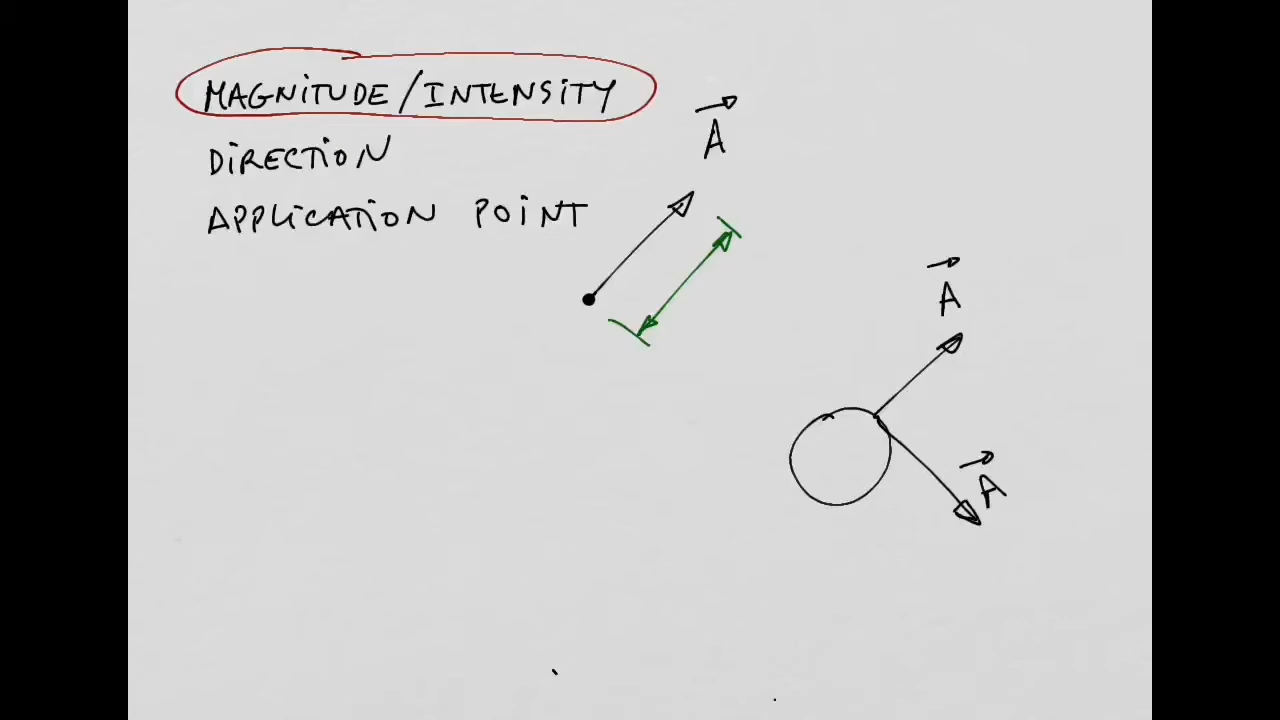 MAGNITUDE/INTENSITY
DIRECTION
APPLICATION POINT
A
A
A